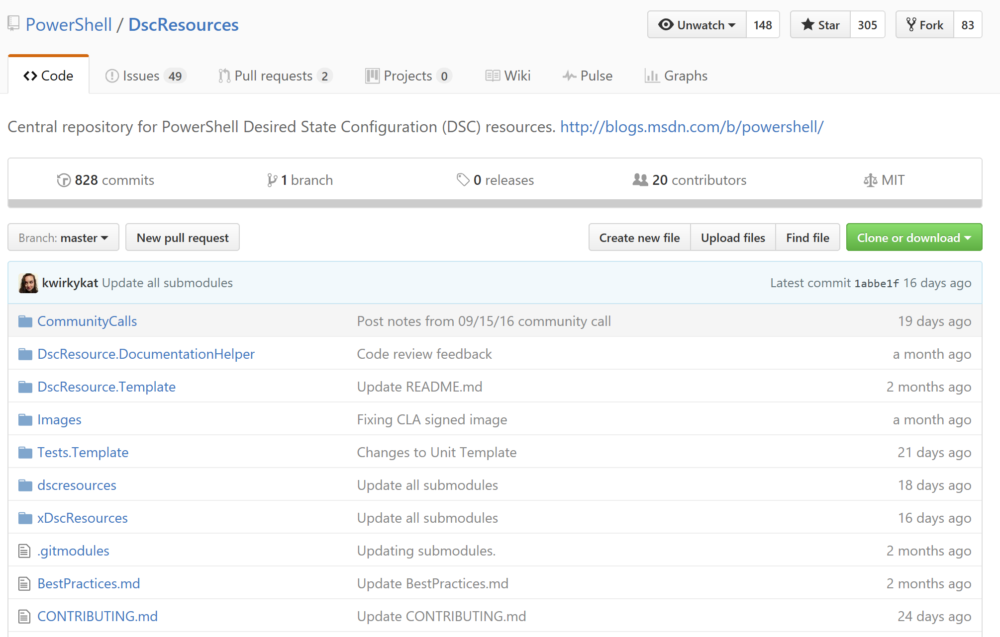 PowerShell / DscResources
Unwatch 148 Star 305 Fork 83
Code Issues 49 Pull requests 2 Projects 0 Wiki Pulse Graphs
Central repository for PowerShell Desired State Configuration (DSC) resources. http://blogs.msdn.com/b/powershell/
828 commits 1 branch 0 releases 20 contributors MIT
Branch: master New pull request Create new file Upload files Find file Clone or download
kwirkykat Update all submodules Latest commit 1abbe1f 16 days ago
CommunityCalls Post notes from 09/15/16 community call 19 days ago
DscResource.DocumentationHelper Code review feedback a month ago
DscResource.Template Update README.md 2 months ago
Images Fixing CLA signed image a month ago
Tests.Template Changes to Unit Template 21 days ago
dscresources Update all submodules 18 days ago
xDscResources Update all submodules 16 days ago
.gitmodules Updating submodules. 2 months ago
BestPractices.md Update BestPractices.md 2 months ago
CONTRIBUTING.md Update CONTRIBUTING.md 24 days ago